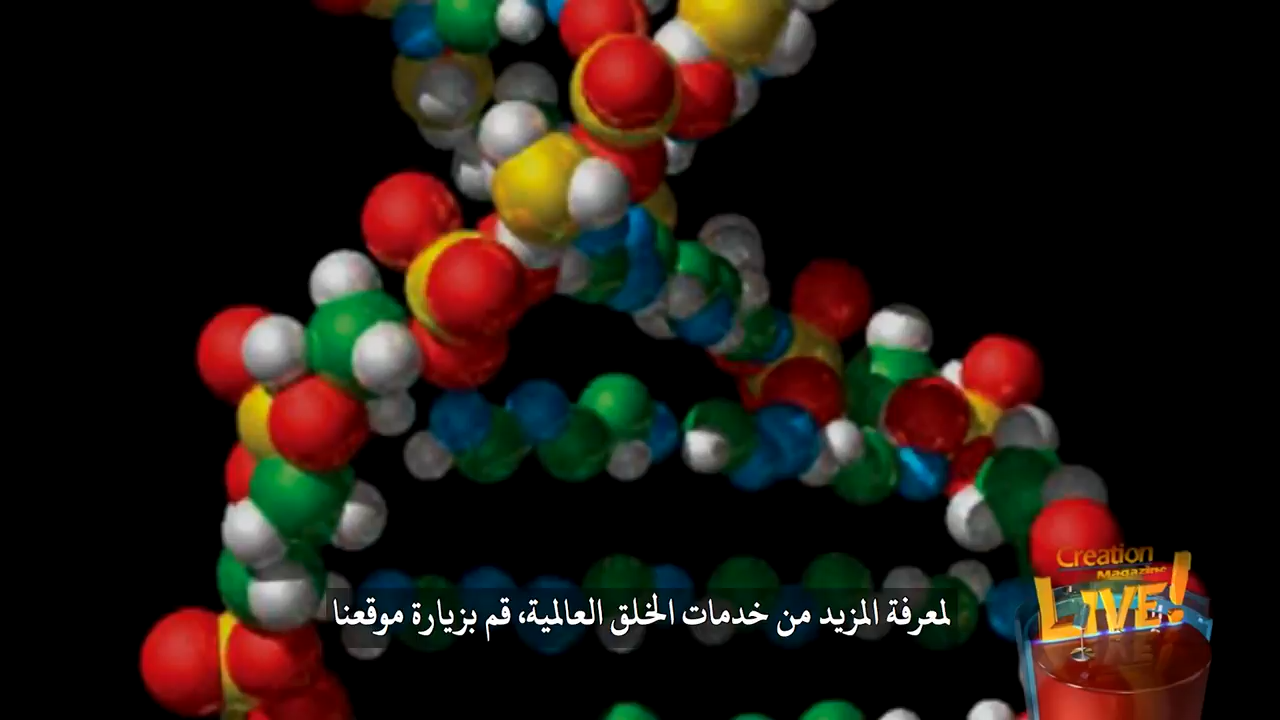 لمعرفة المزيد من خدمات الخلق العالمية، قم بزيارة موقعنا
Creation
Magazine
LIVE!